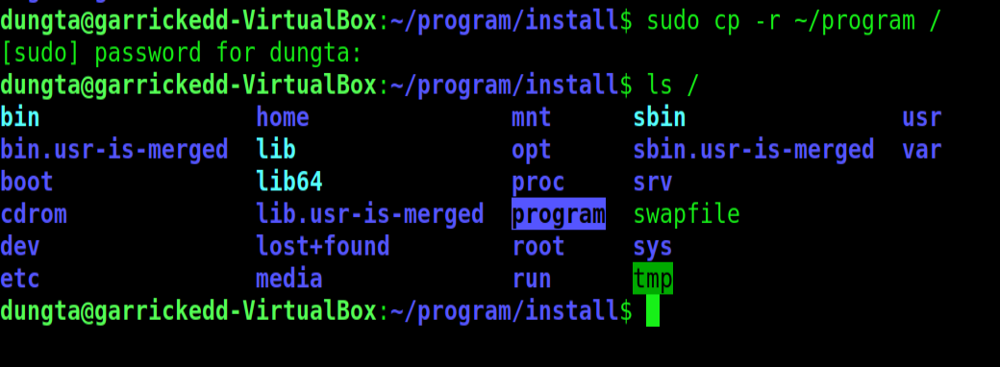 dungta@garrickedd-VirtualBox:~/program/install$ sudo cp -r ~/program /
[sudo] password for dungta:
dungta@garrickedd-VirtualBox:~/program/install$ ls /
bin home mnt sbin usr
bin.usr-is-merged lib opt sbin.usr-is-merged var
boot lib64 proc srv
cdrom lib.usr-is-merged program swapfile
dev lost+found root sys
etc media run tmp
dungta@garrickedd-VirtualBox:~/program/install$